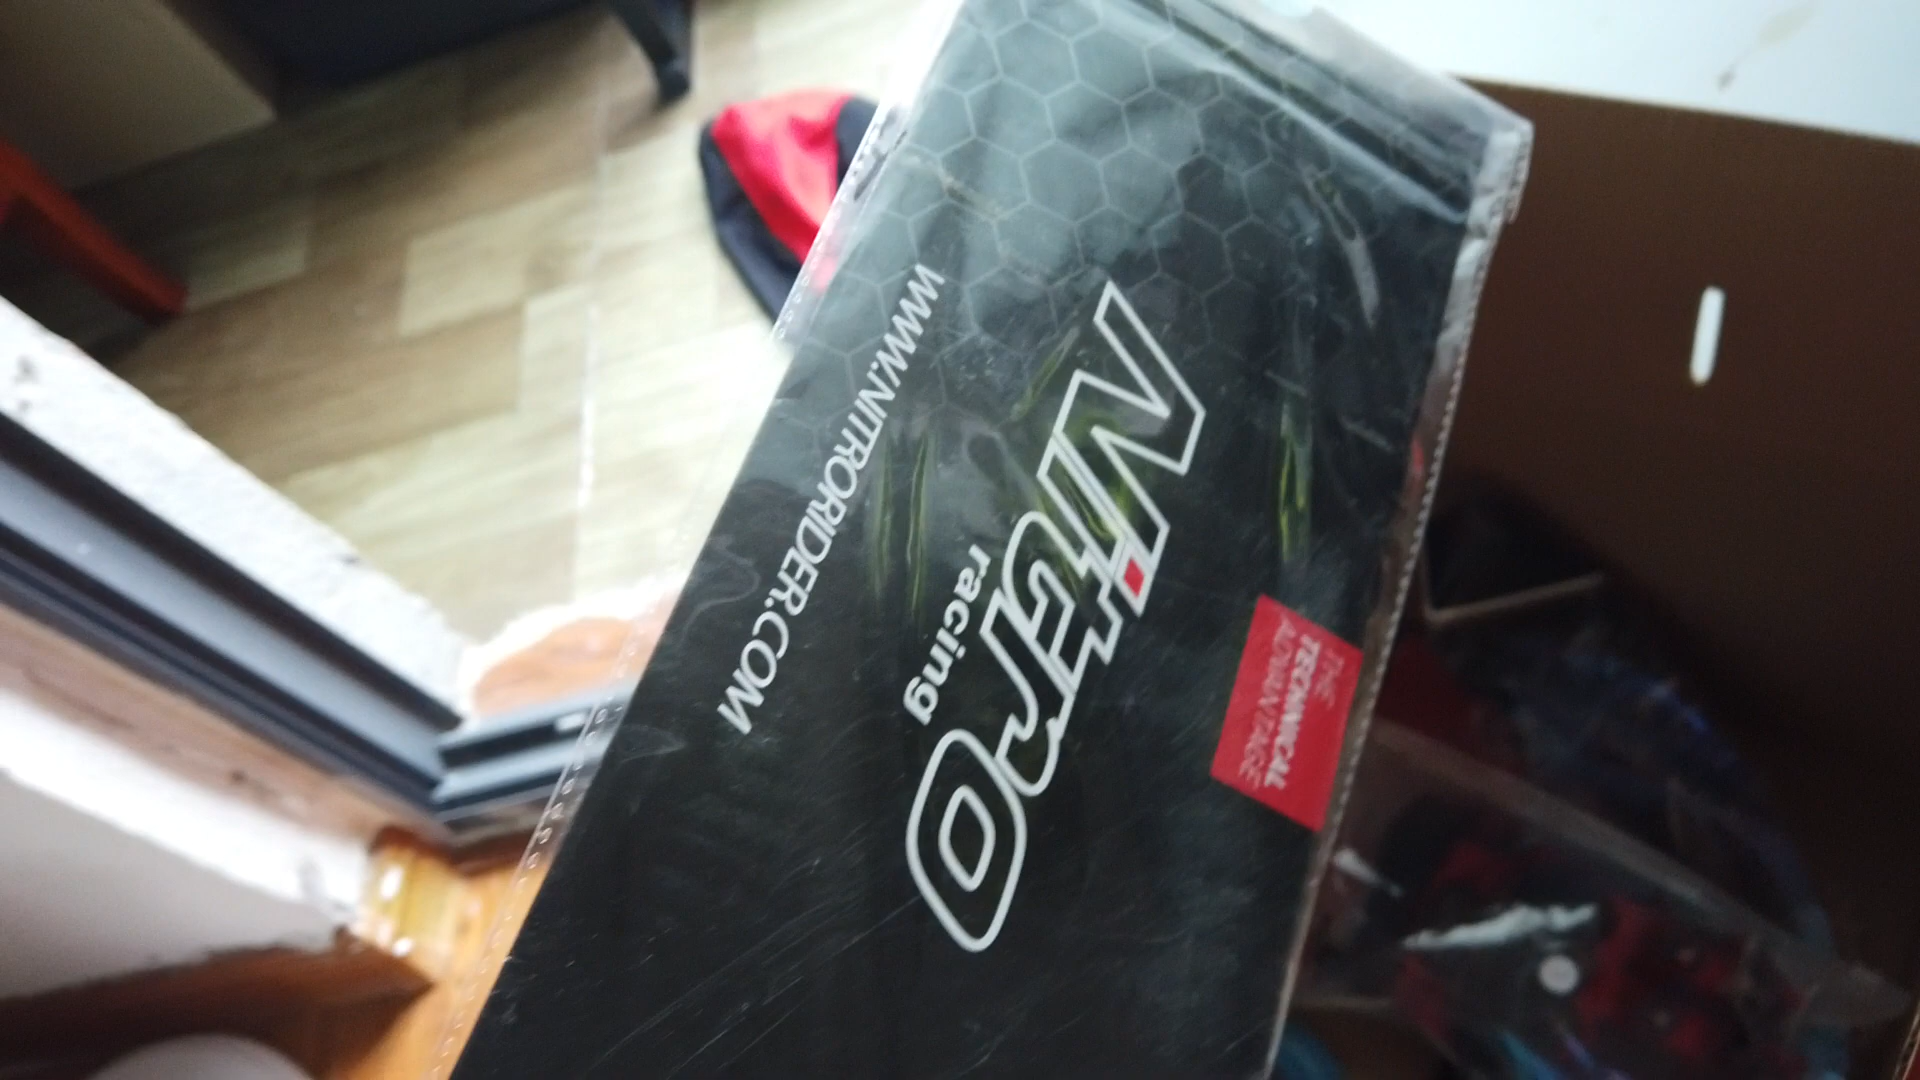 THE
TECHNICAL
ADVANTAGE
Nitro
racing
WWW.NITRORIDER.COM